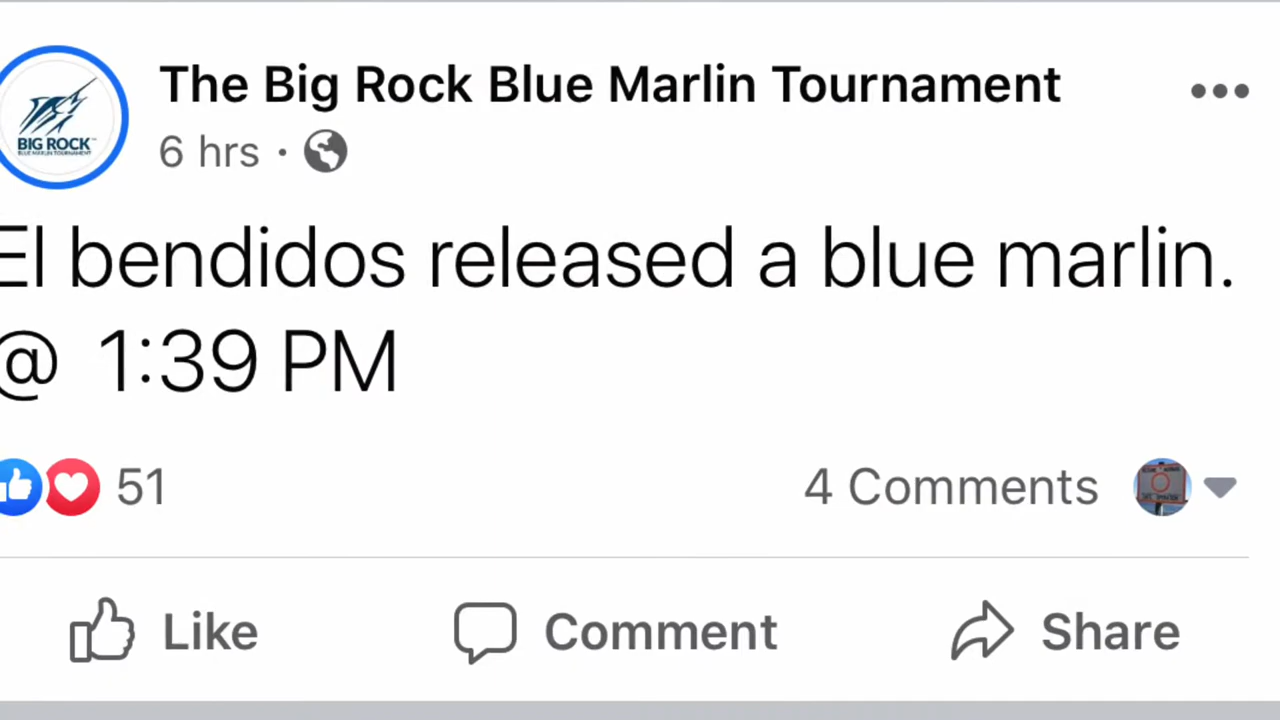 The Big Rock Blue Marlin Tournament
BIG ROCK
BLUE MARLIN TOURNAMENT
6 hrs ·
El bendidos released a blue marlin.
@ 1:39 PM
51
4 Comments
Like
Comment
Share